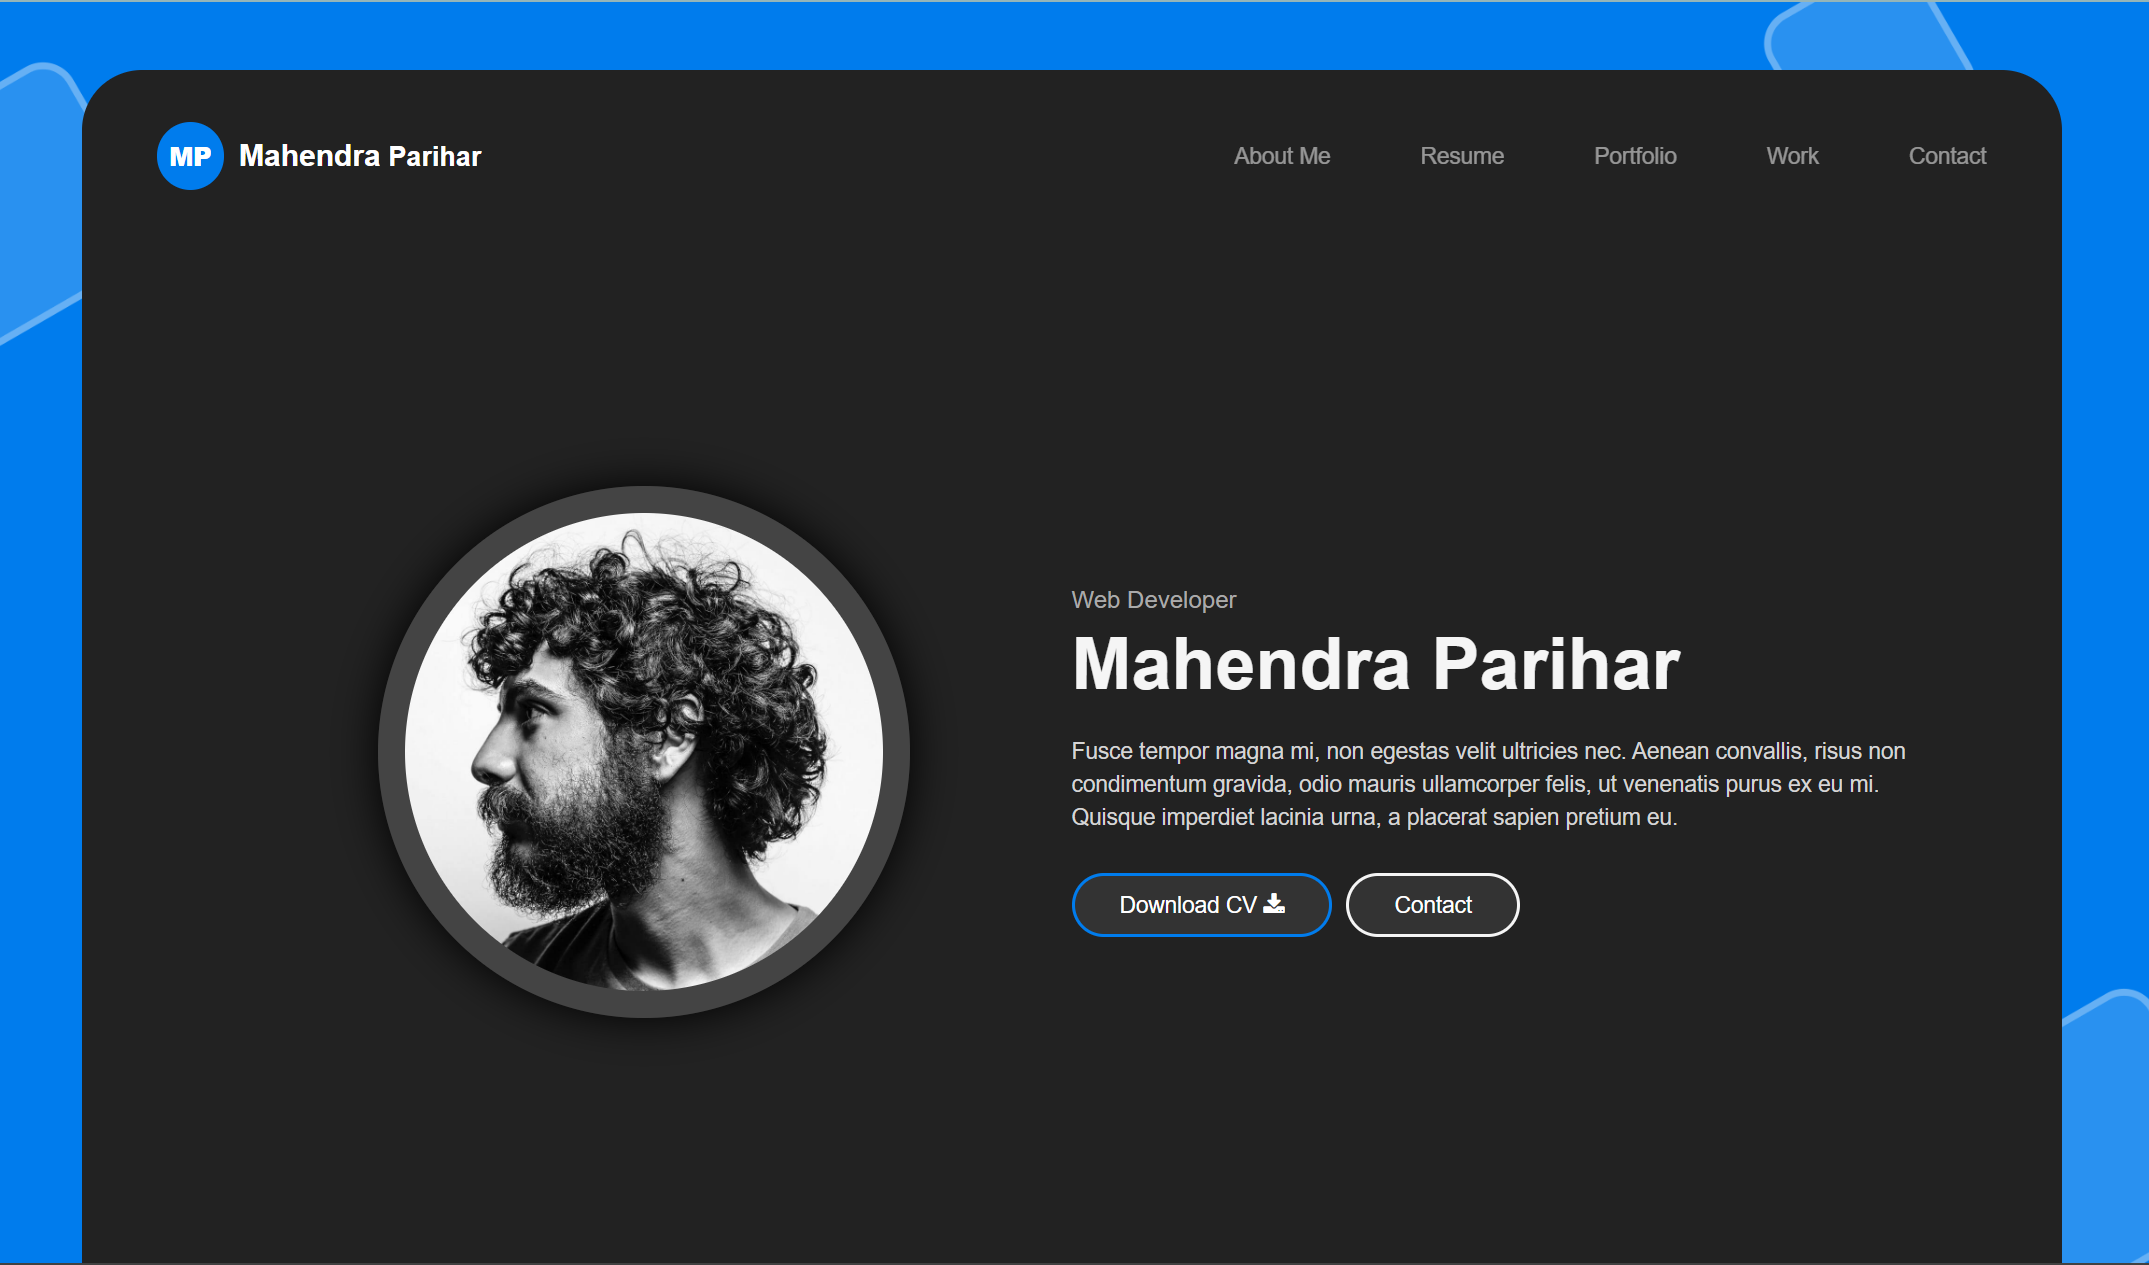 MP Mahendra Parihar
About Me Resume Portfolio Work Contact
Web Developer
Mahendra Parihar
Fusce tempor magna mi, non egestas velit ultricies nec. Aenean convallis, risus non
condimentum gravida, odio mauris ullamcorper felis, ut venenatis purus ex eu mi.
Quisque imperdiet lacinia urna, a placerat sapien pretium eu.
Download CV Contact